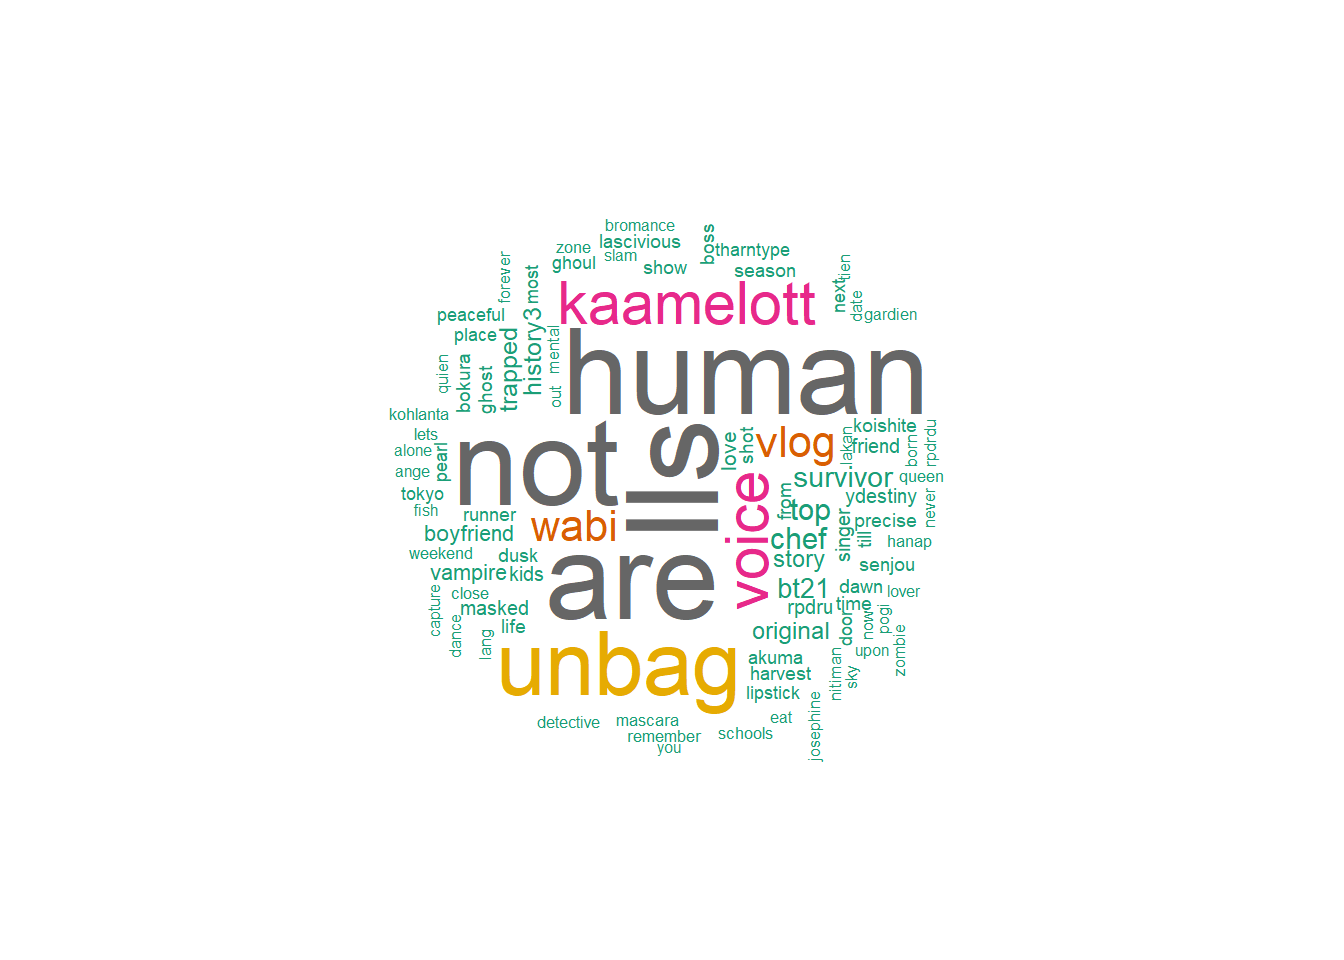 bromance
zone
lascivious
boss
tharntype
ghoul
slam
show
season
tien
forever
most
kaamelott
next
date
gardien
peaceful
history3
place
mental
human
trapped
quien
bokura
ghost
out
kohlanta
not
lls
love
shot
vlog
lakan
koishite
friend
born
rpdrdu
lets
alone
pearl
ange
survivor
queen
tokyo
voice
from
ydestiny
never
fish
runner
wabi
top
precise
boyfriend
chef
singer
till
hanap
weekend
dusk
are
story
senjou
vampire
kids
bt21
dawn
lover
capture
close
masked
rpdru
time
pogi
dance
life
original
door
now
lang
unbag
upon
zombie
akuma
nitiman
sky
harvest
lipstick
josephine
detective
mascara
eat
remember
schools
you